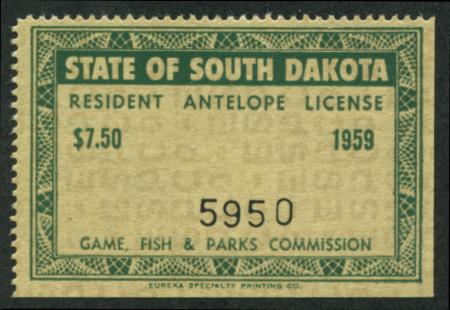 STATE OF SOUTH DAKOTA
RESIDENT ANTELOPE LICENSE
$7.50 1959
5950
GAME, FISH & PARKS COMMISSION
EUREKA SPECIALTY PRINTING CO.